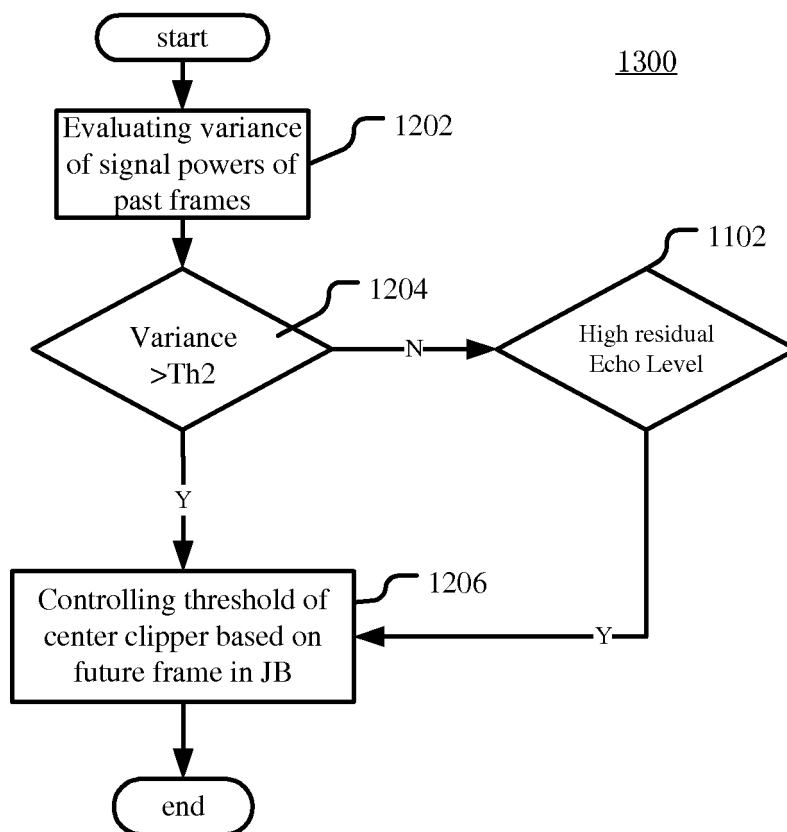 start
1300
Evaluating variance
of signal powers of
past frames
1202
1204
Variance
>Th2
N
1102
High residual
Echo Level
Y
1206
Controlling threshold of
center clipper based on
future frame in JB
Y
end